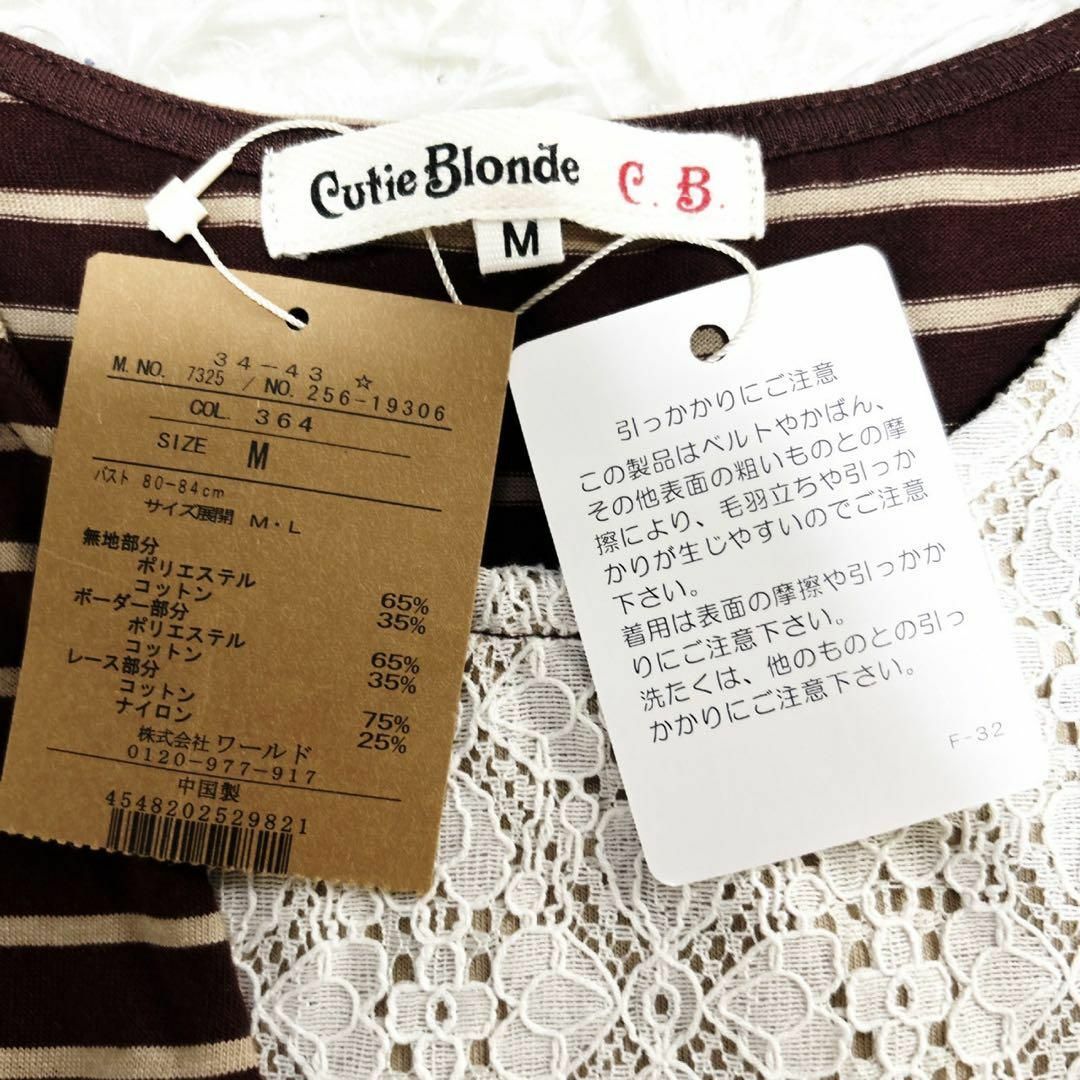 Cutie Blonde C. B.
M
34-43 ☆
M. NO. 7325 / NO. 256-19306
COL. 364
SIZE M
バスト 80-84cm
サイズ展開 M・L
無地部分
ポリエステル 65%
コットン 35%
ボーダー部分
ポリエステル 65%
コットン 35%
レース部分
コットン 75%
ナイロン 25%
株式会社 ワールド
0120-977-917
中国製
4548202529821
引っかかりにご注意
この製品はベルトやかばん、
その他表面の粗いものとの摩
擦により、毛羽立ちや引っか
かりが生じやすいのでご注意
下さい。
着用は表面の摩擦や引っかか
りにご注意下さい。
洗たくは、他のものとの引っ
かかりにご注意下さい。
F-32